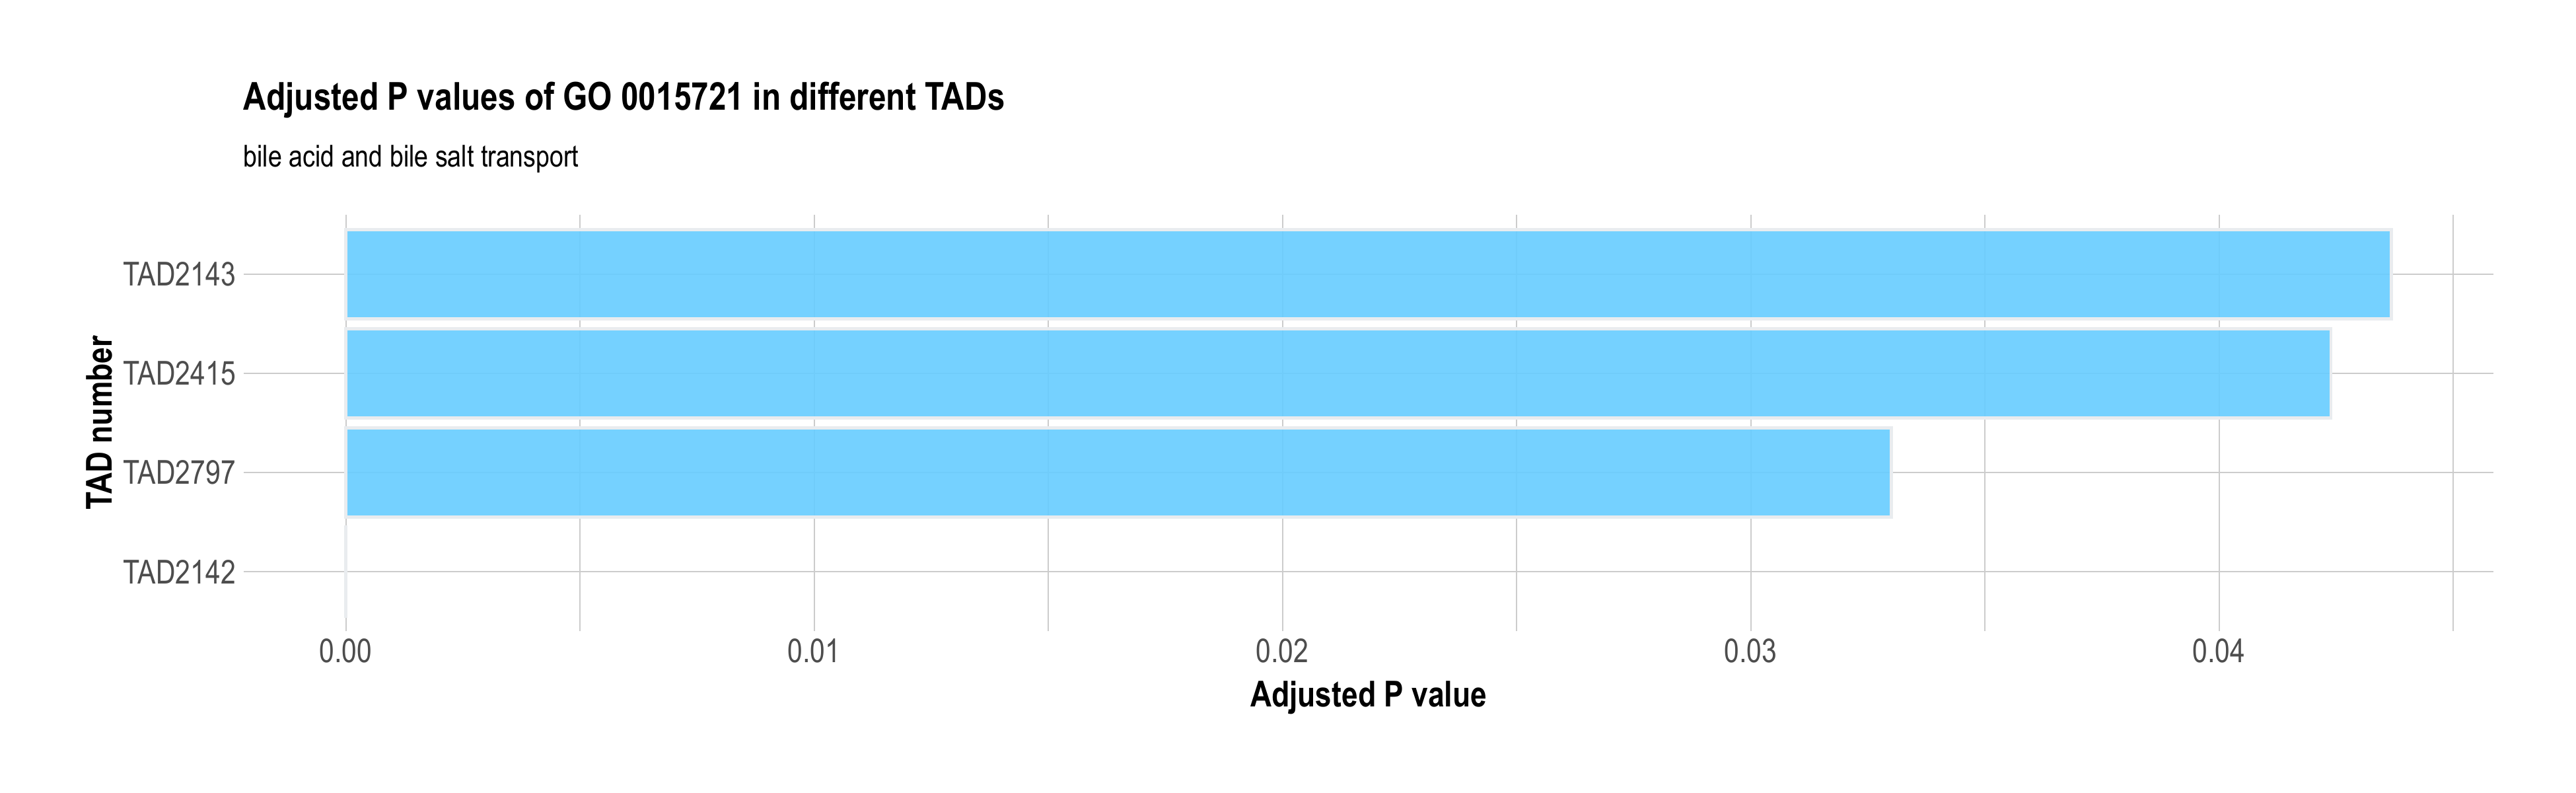 Adjusted P values of GO 0015721 in different TADs
bile acid and bile salt transport
TAD number
TAD2143
TAD2415
TAD2797
TAD2142
0.00 0.01 0.02 0.03 0.04
Adjusted P value